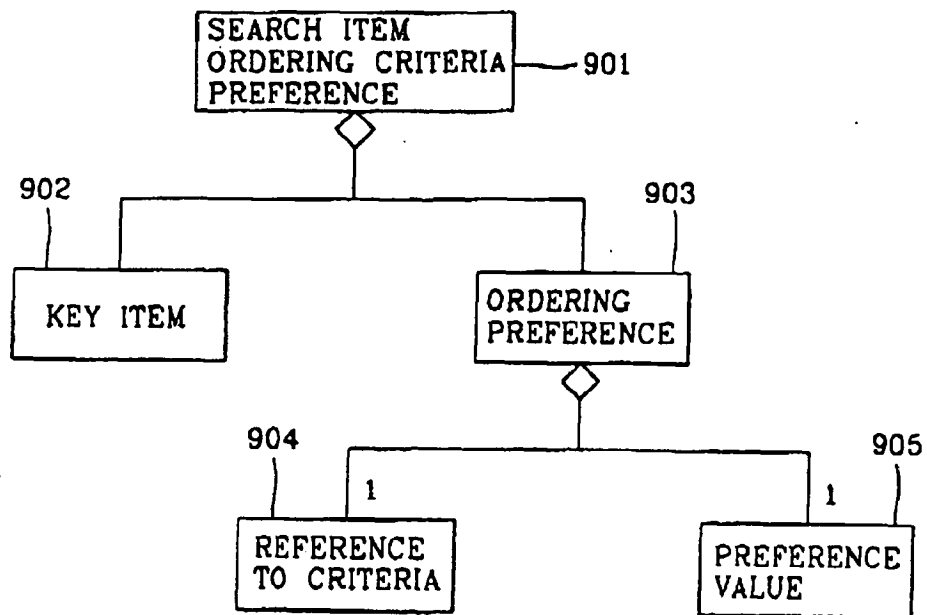 SEARCH ITEM
ORDERING CRITERIA
PREFERENCE
901
902
903
KEY ITEM
ORDERING
PREFERENCE
904
905
1
1
REFERENCE
TO CRITERIA
PREFERENCE
VALUE